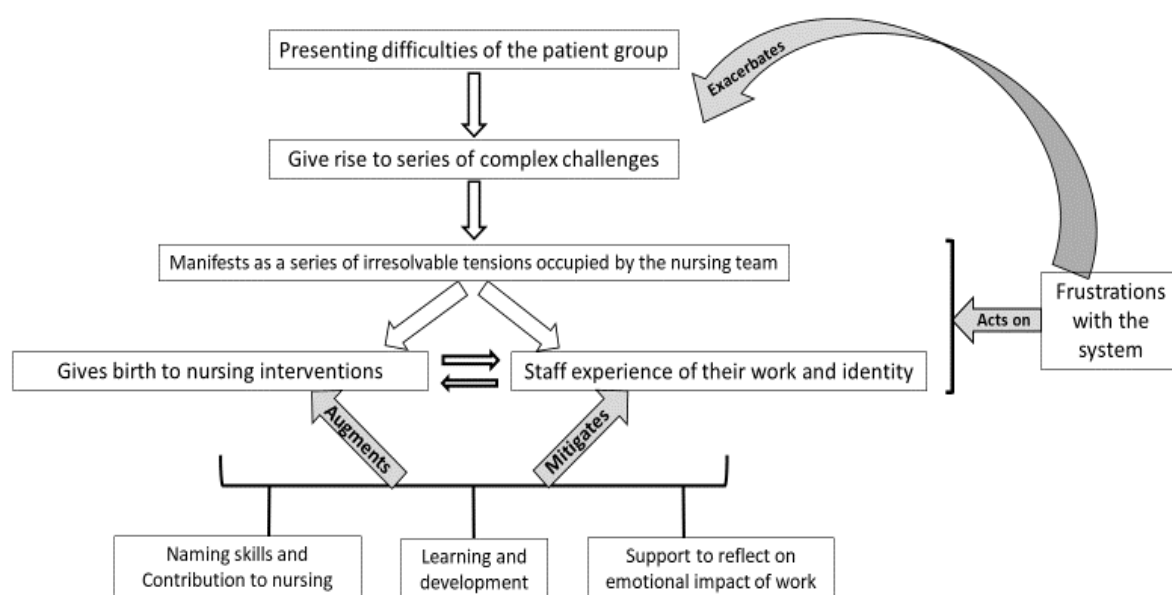 Presenting difficulties of the patient group
Exacerbates
Give rise to series of complex challenges
Manifests as a series of irresolvable tensions occupied by the nursing team
Frustrations
with the
system
Acts on
Gives birth to nursing interventions
Staff experience of their work and identity
Augments
Mitigates
Naming skills and
Contribution to nursing
Learning and
development
Support to reflect on
emotional impact of work